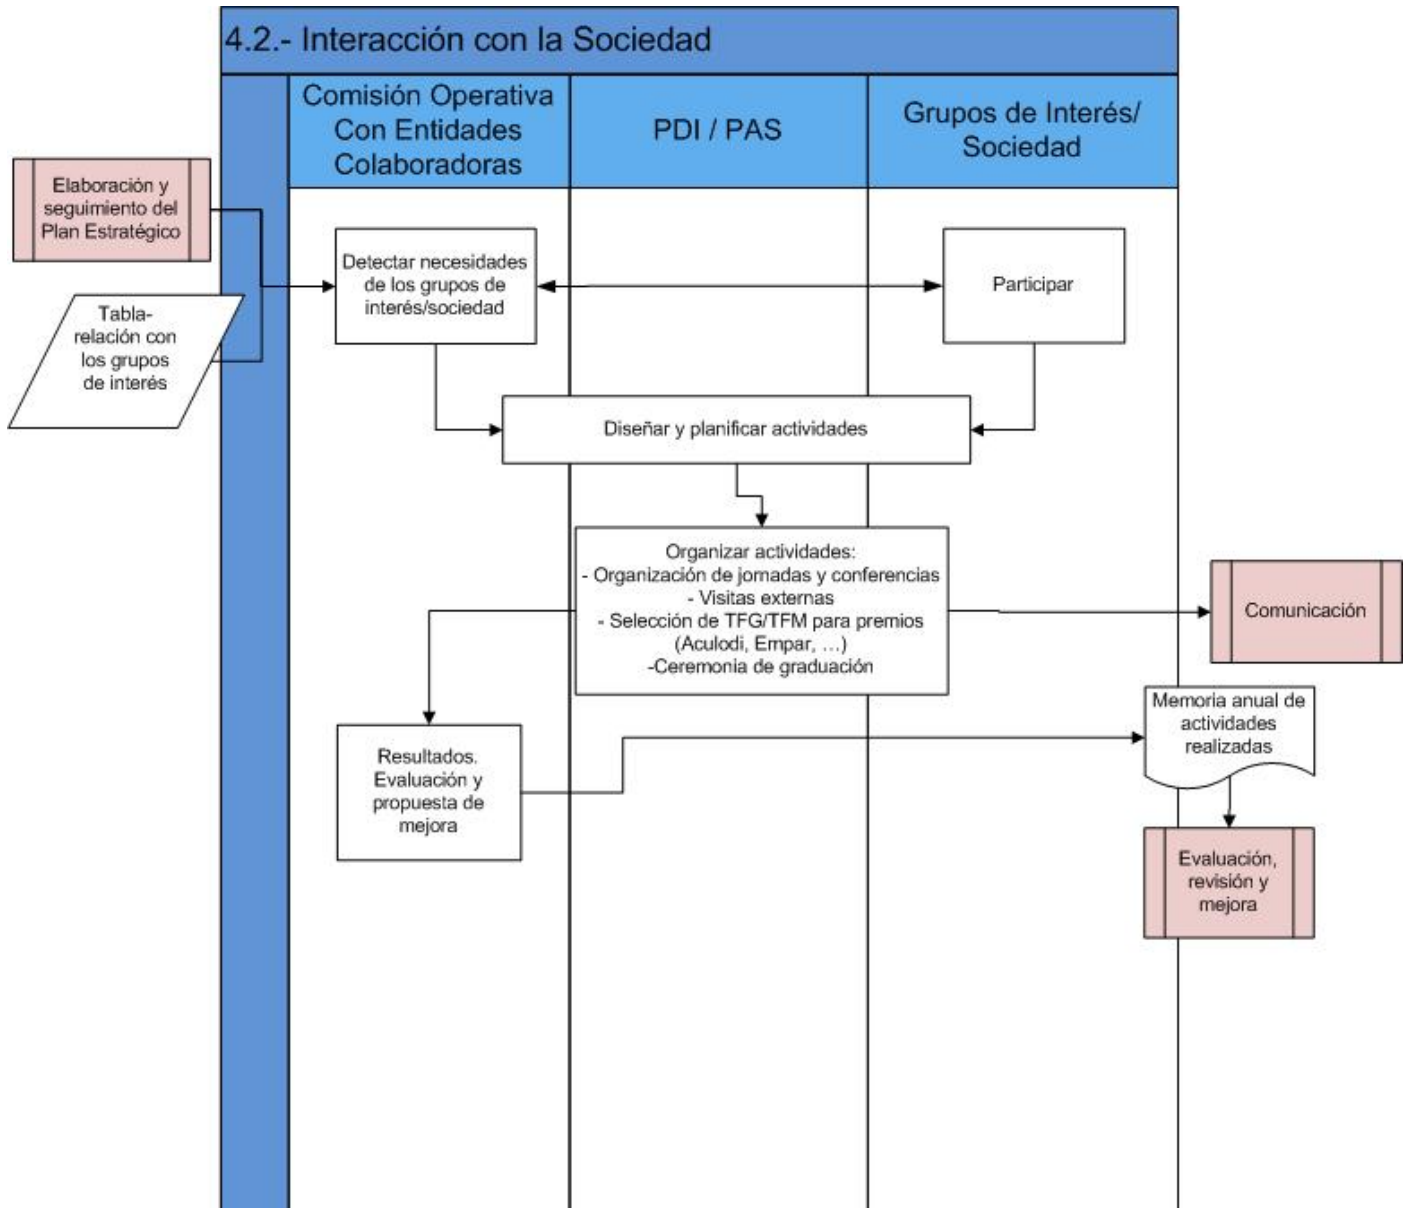 4.2.- Interacción con la Sociedad
Comisión Operativa
Con Entidades
Colaboradoras
PDI / PAS
Grupos de Interés/
Sociedad
Elaboración y
seguimiento del
Plan Estratégico
Detectar necesidades
de los grupos de
interés/sociedad
Participar
Tabla-
relación con
los grupos
de interés
Diseñar y planificar actividades
Organizar actividades:
- Organización de jornadas y conferencias
- Visitas externas
- Selección de TFG/TFM para premios
(Aculodi, Empar, ...)
-Ceremonia de graduación
Comunicación
Memoria anual de
actividades
realizadas
Resultados.
Evaluación y
propuesta de
mejora
Evaluación,
revisión y
mejora